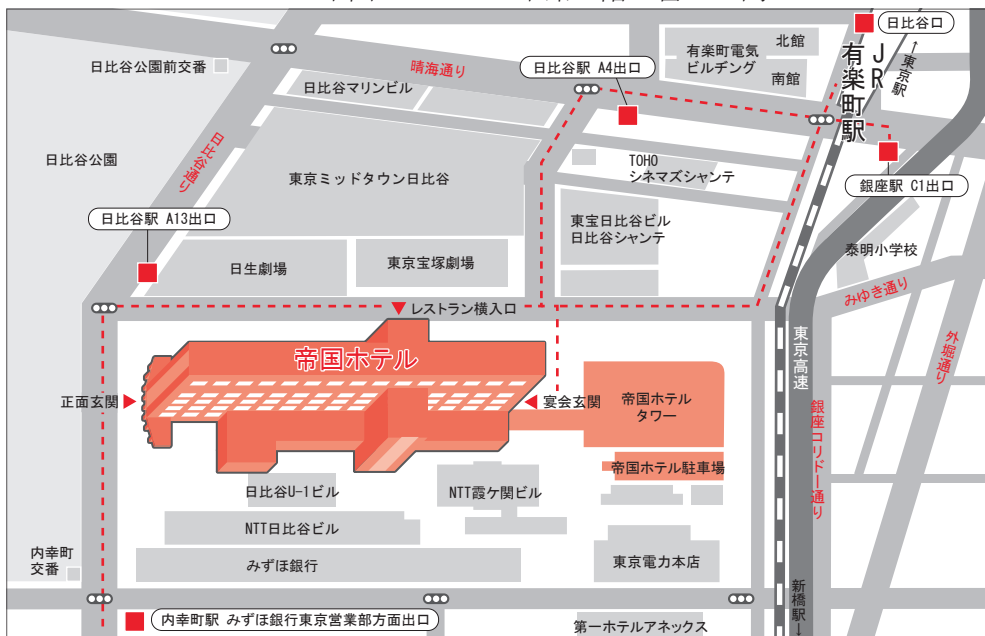 日比谷口
北館
有楽町電気
ビルヂング
南館
JR
有楽町駅
↑東京駅
日比谷公園前交番
晴海通り
日比谷駅 A4出口
日比谷マリンビル
日比谷公園
日比谷通り
東京ミッドタウン日比谷
TOHO
シネマズシャンテ
銀座駅 C1出口
日比谷駅 A13出口
東宝日比谷ビル
日比谷シャンテ
泰明小学校
日生劇場
東京宝塚劇場
みゆき通り
レストラン横入口
外堀通り
東京高速
帝国ホテル
正面玄関
宴会玄関
帝国ホテル
タワー
銀座コリドー通り
帝国ホテル駐車場
日比谷U-1ビル
NTT霞ケ関ビル
NTT日比谷ビル
内幸町
交番
みずほ銀行
東京電力本店
新橋駅↓
内幸町駅 みずほ銀行東京営業部方面出口
第一ホテルアネックス